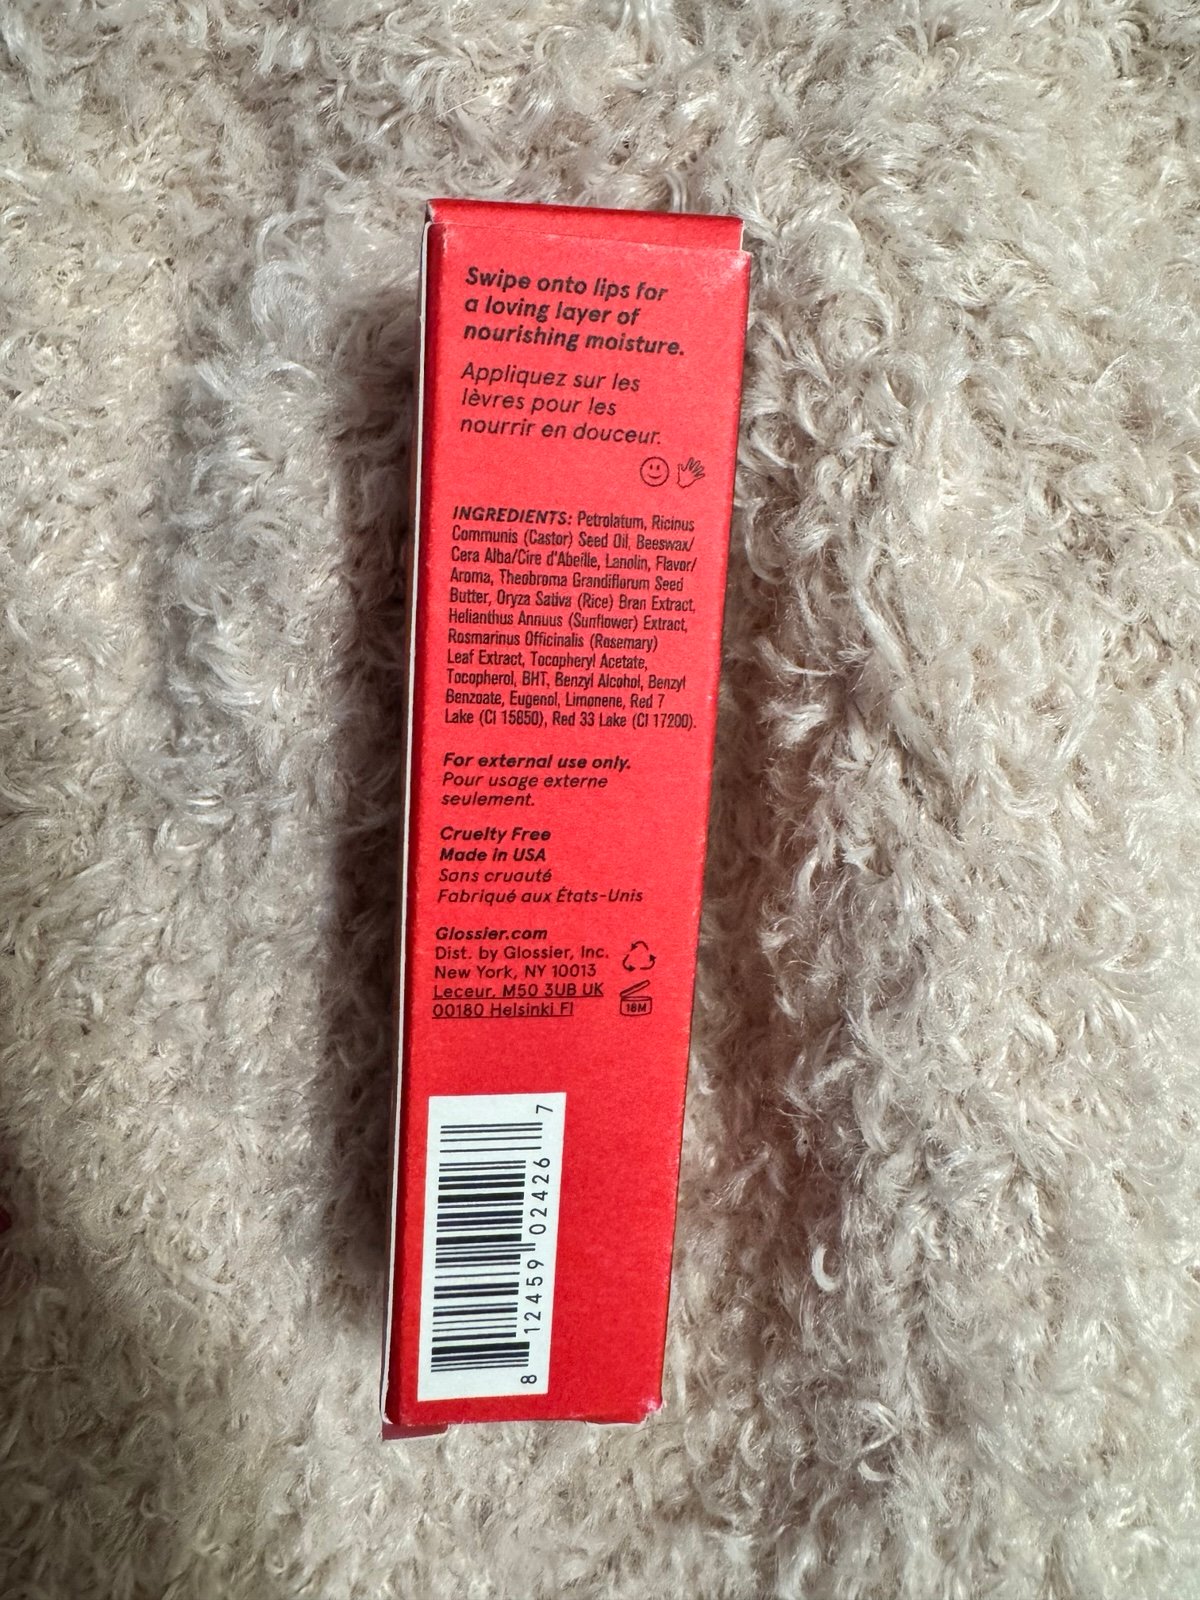 Swipe onto lips for
a loving layer of
nourishing moisture.
Appliquez sur les
lèvres pour les
nourrir en douceur.
INGREDIENTS: Petrolatum, Ricinus
Communis (Castor) Seed Oil, Beeswax/
Cera Alba/Cire d'Abeille, Lanolin, Flavor/
Aroma, Theobroma Grandiflorum Seed
Butter, Oryza Sativa (Rice) Bran Extract,
Helianthus Annuus (Sunflower) Extract,
Rosmarinus Officinalis (Rosemary)
Leaf Extract, Tocopheryl Acetate,
Tocopherol, BHT, Benzyl Alcohol, Benzyl
Benzoate, Eugenol, Limonene, Red 7
Lake (CI 15850), Red 33 Lake (CI 17200).
For external use only.
Pour usage externe
seulement.
Cruelty Free
Made in USA
Sans cruauté
Fabriqué aux États-Unis
Glossier.com
Dist. by Glossier, Inc.
New York, NY 10013
Leceur, M50 3UB UK
00180 Helsinki FI
18M
8 12459 02426 7